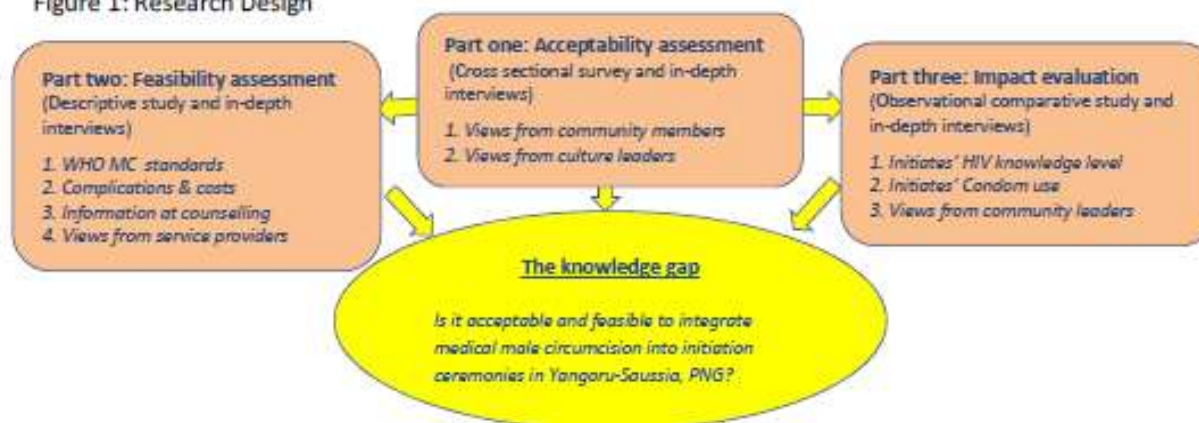 Figure 1: Research Design
Part two: Feasibility assessment
(Descriptive study and in-depth
interviews)
1. WHO MC standards
2. Complications & costs
3. Information at counselling
4. Views from service providers
Part one: Acceptability assessment
(Cross sectional survey and in-depth
interviews)
1. Views from community members
2. Views from culture leaders
Part three: Impact evaluation
(Observational comparative study and
in-depth interviews)
1. Initiates' HIV knowledge level
2. Initiates' Condom use
3. Views from community leaders
The knowledge gap
Is it acceptable and feasible to integrate
medical male circumcision into initiation
ceremonies in Yangoru-Saussia, PNG?